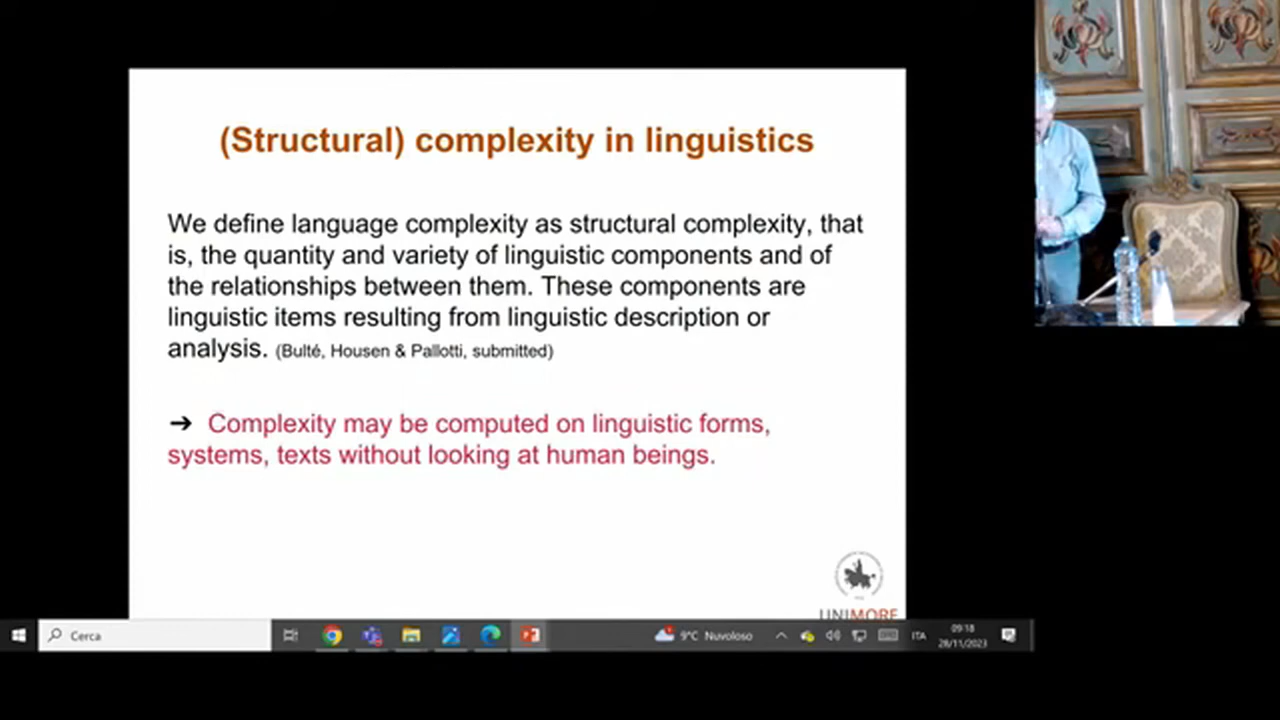 (Structural) complexity in linguistics
We define language complexity as structural complexity, that
is, the quantity and variety of linguistic components and of
the relationships between them. These components are
linguistic items resulting from linguistic description or
analysis. (Bulté, Housen & Pallotti, submitted)
➔ Complexity may be computed on linguistic forms,
systems, texts without looking at human beings.
UNIMORE
Cerca
9°C Nuvoloso
ITA
09:18
28/11/2023